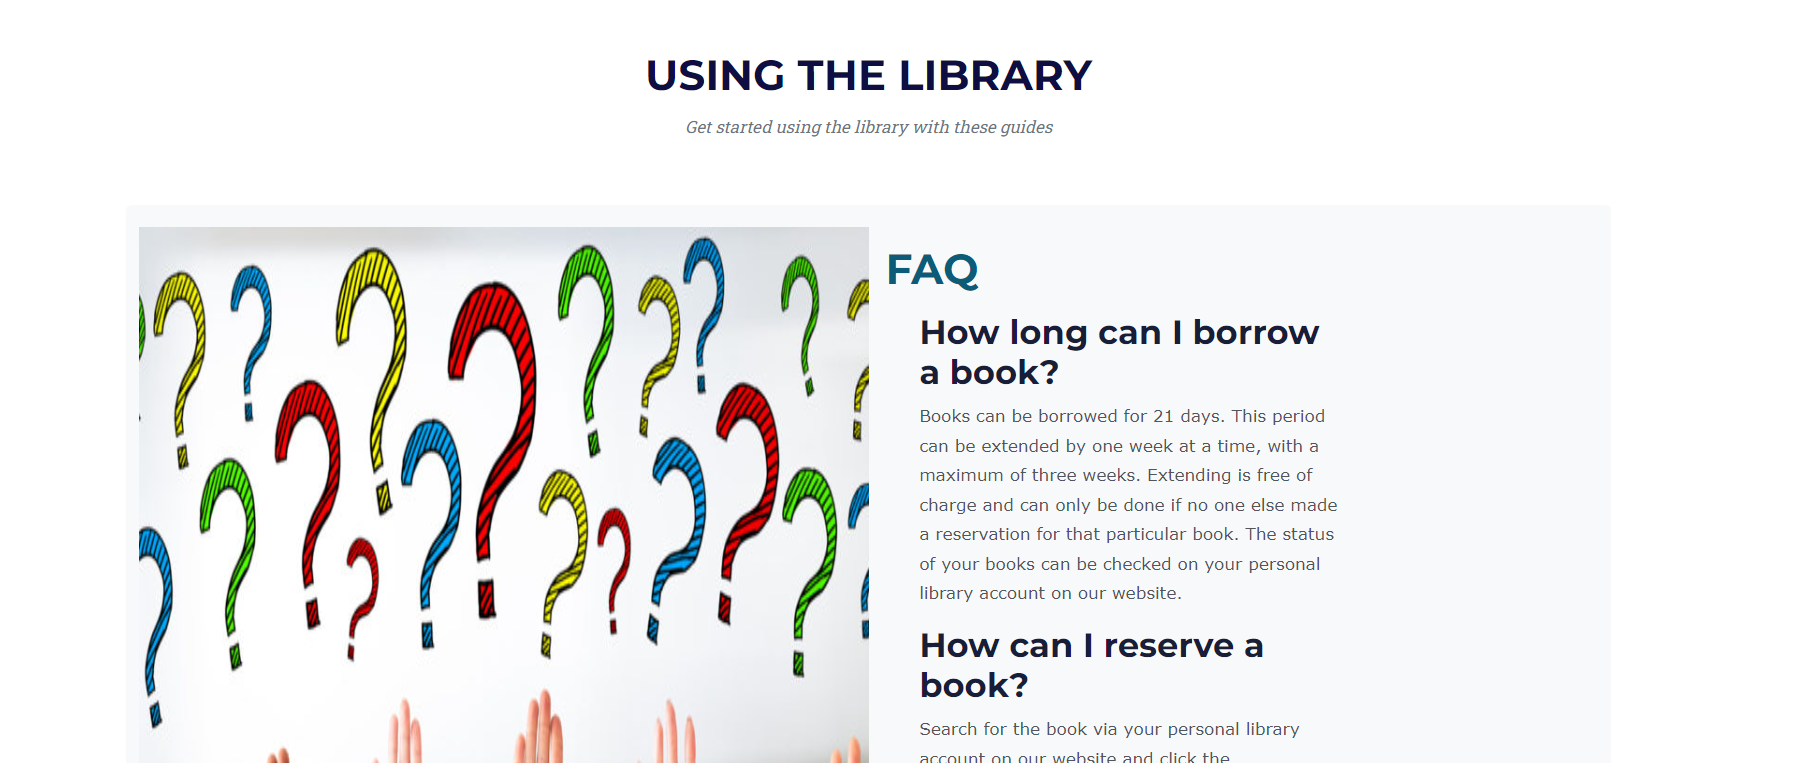 USING THE LIBRARY
Get started using the library with these guides
FAQ
How long can I borrow
a book?
Books can be borrowed for 21 days. This period
can be extended by one week at a time, with a
maximum of three weeks. Extending is free of
charge and can only be done if no one else made
a reservation for that particular book. The status
of your books can be checked on your personal
library account on our website.
How can I reserve a
book?
Search for the book via your personal library
account on our website and click the